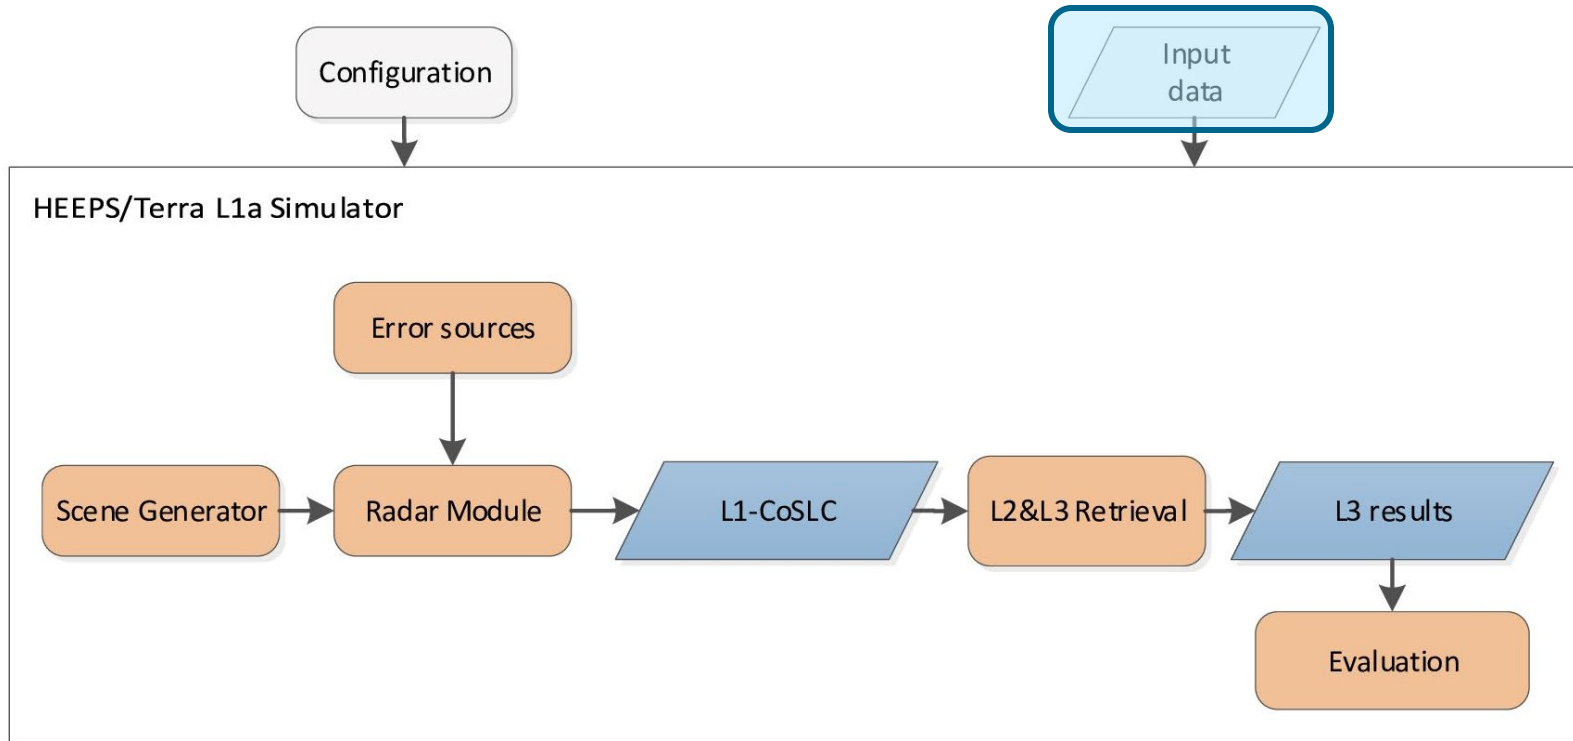 Configuration
Input
data
HEEPS/Terra L1a Simulator
Error sources
Scene Generator
Radar Module
L1-CoSLC
L2&L3 Retrieval
L3 results
Evaluation